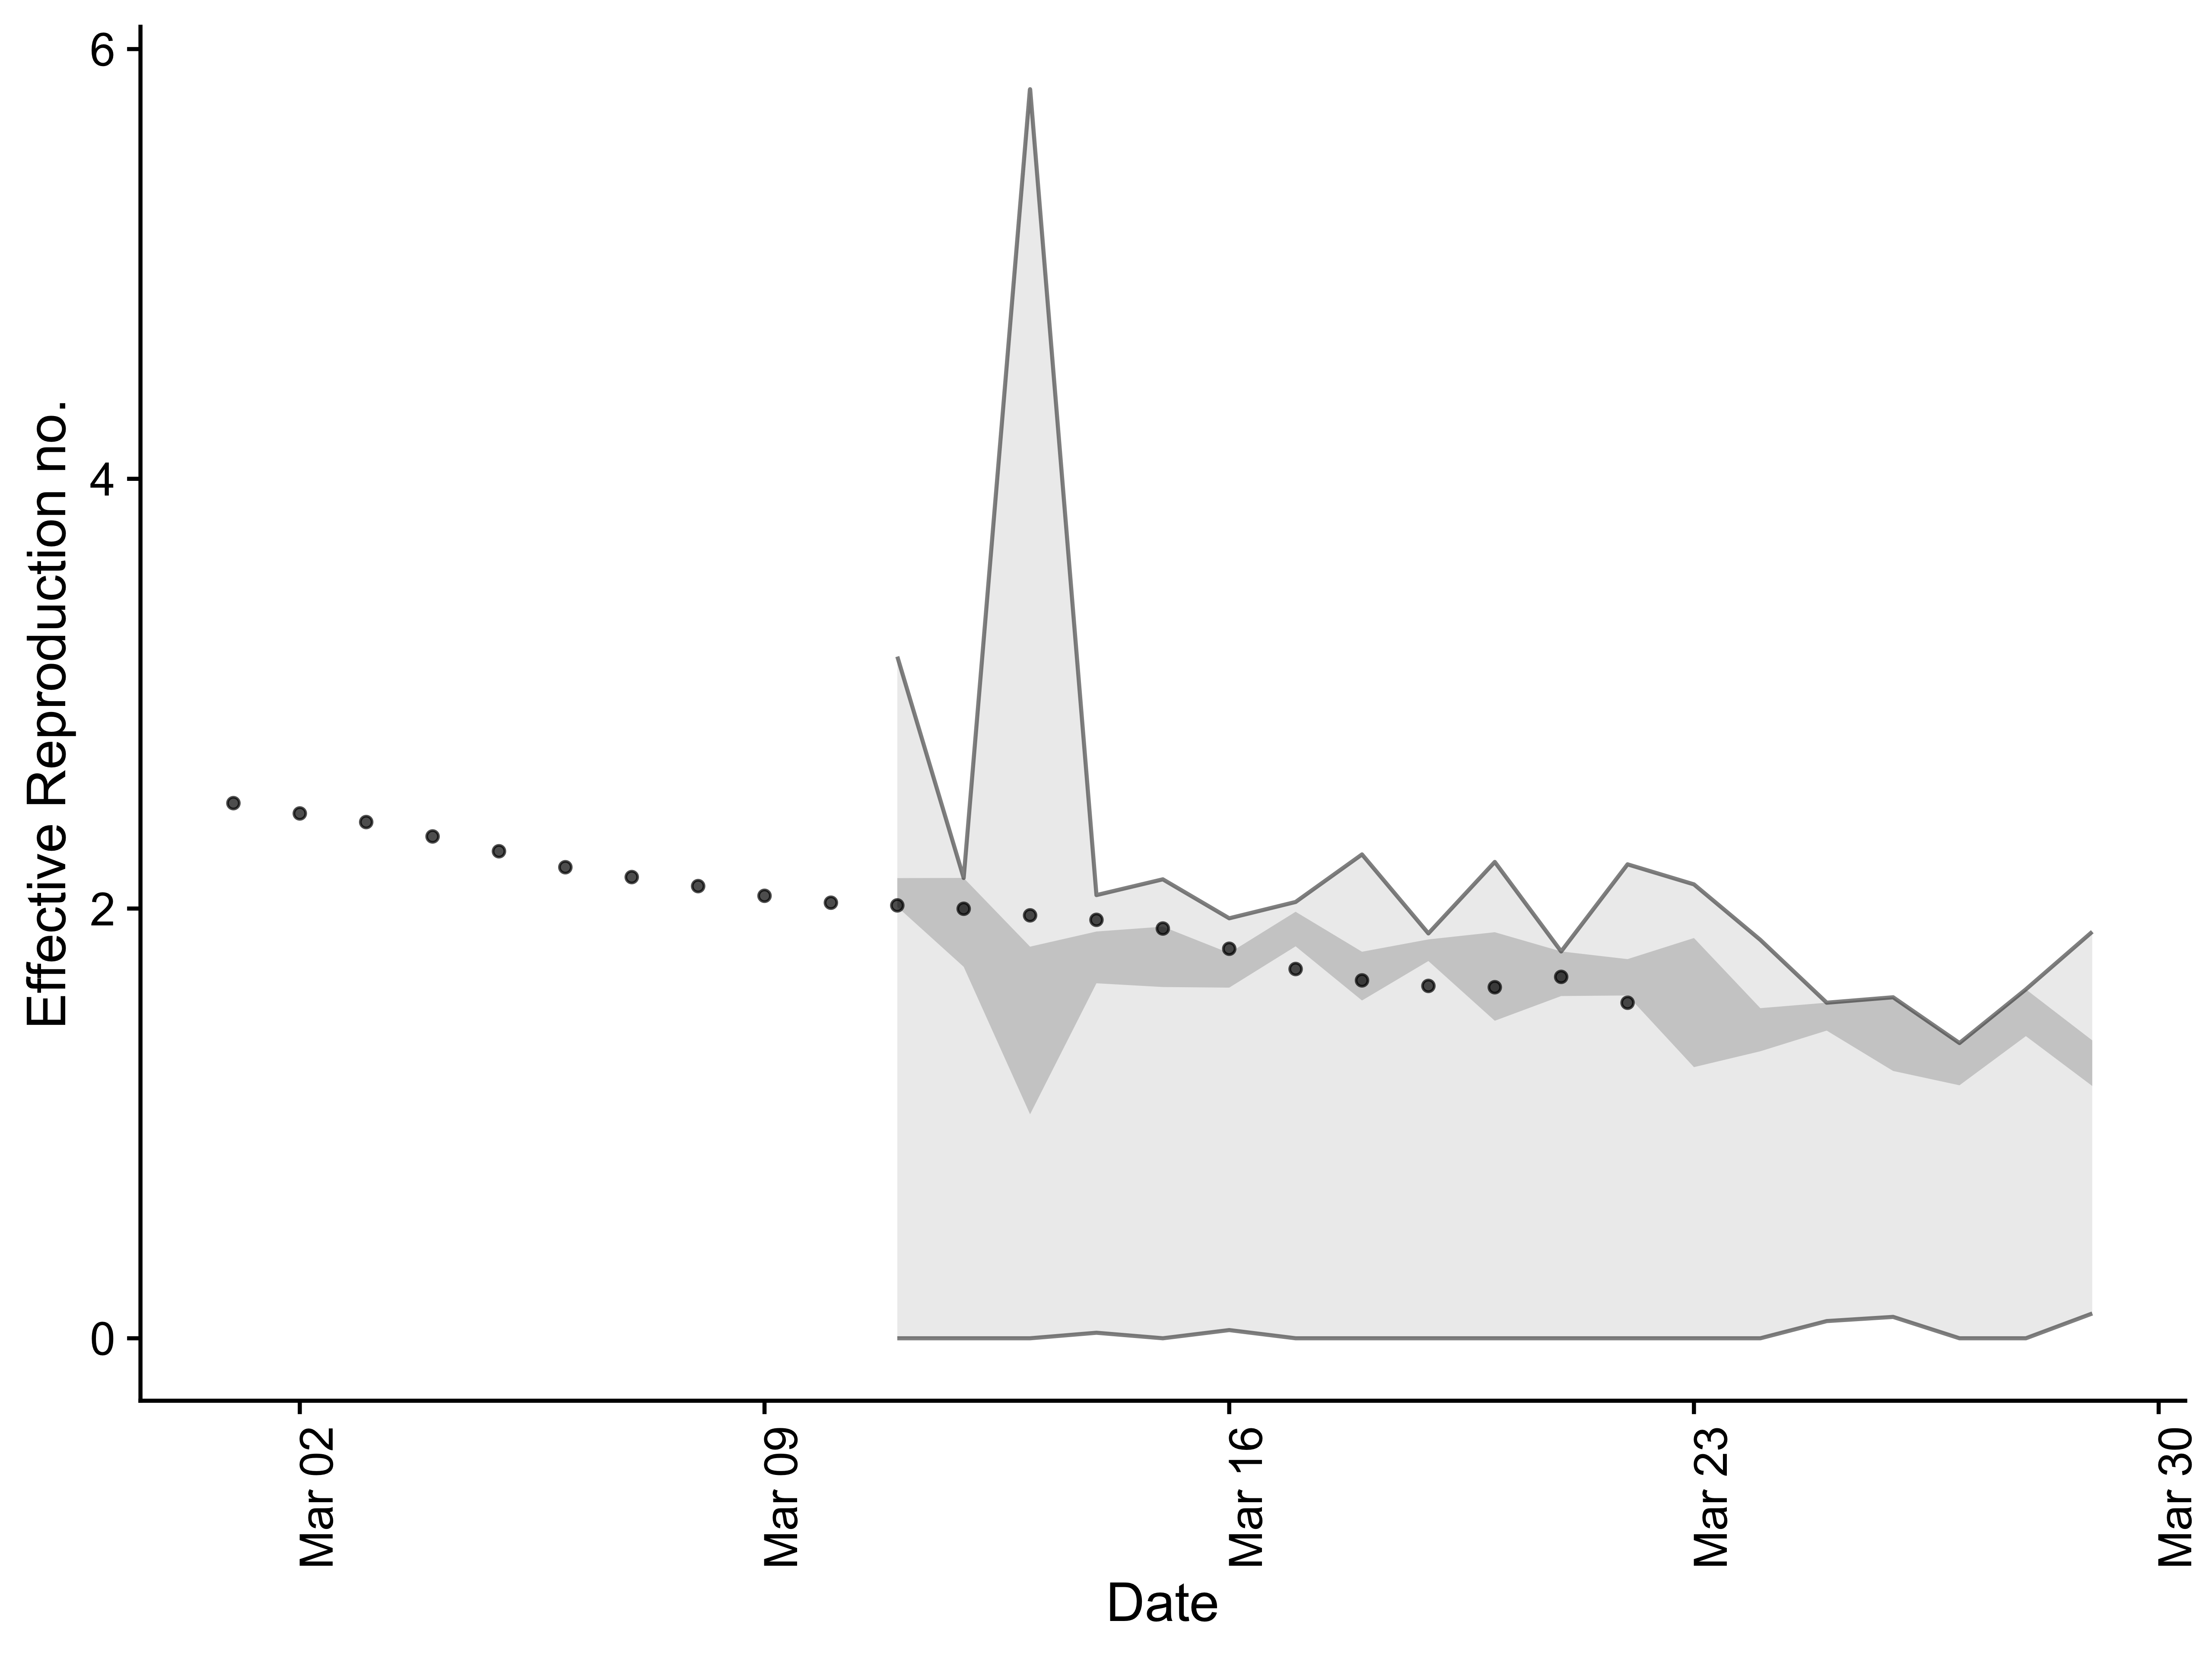 Effective Reproduction no.
6
4
2
0
Mar 02
Mar 09
Mar 16
Mar 23
Mar 30
Date